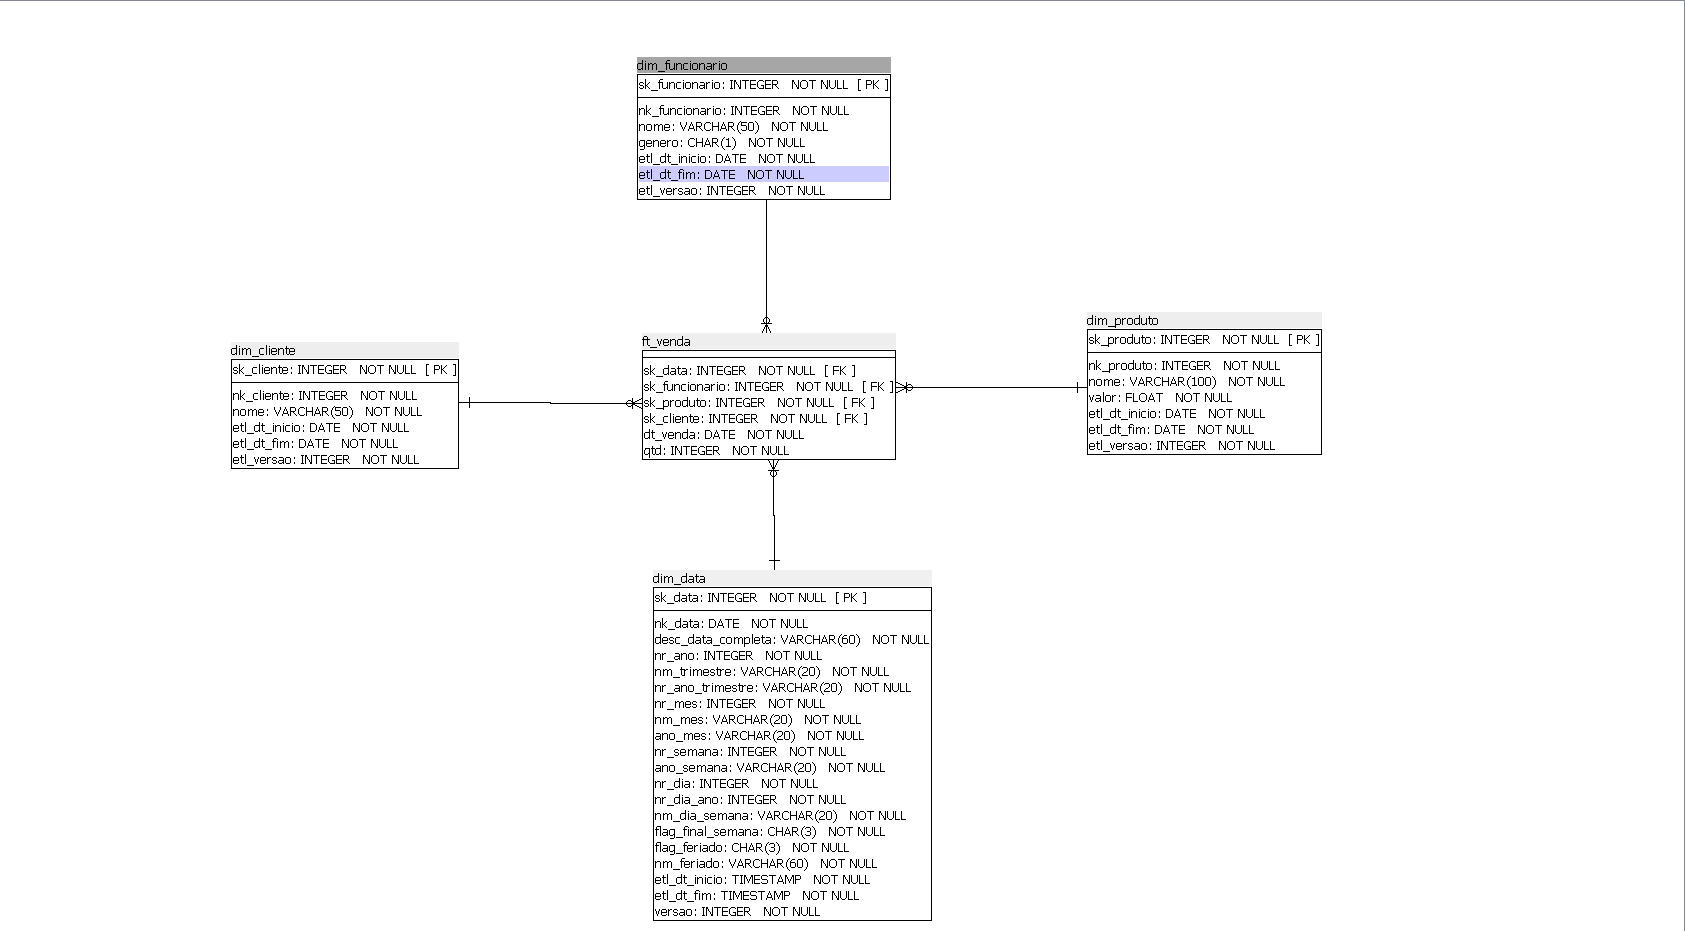 dim_funcionario
sk_funcionario: INTEGER NOT NULL [ PK ]
nk_funcionario: INTEGER NOT NULL
nome: VARCHAR(50) NOT NULL
genero: CHAR(1) NOT NULL
etl_dt_inicio: DATE NOT NULL
etl_dt_fim: DATE NOT NULL
etl_versao: INTEGER NOT NULL
dim_cliente
sk_cliente: INTEGER NOT NULL [ PK ]
nk_cliente: INTEGER NOT NULL
nome: VARCHAR(50) NOT NULL
etl_dt_inicio: DATE NOT NULL
etl_dt_fim: DATE NOT NULL
etl_versao: INTEGER NOT NULL
ft_venda
sk_data: INTEGER NOT NULL [ FK ]
sk_funcionario: INTEGER NOT NULL [ FK ]
sk_produto: INTEGER NOT NULL [ FK ]
sk_cliente: INTEGER NOT NULL [ FK ]
dt_venda: DATE NOT NULL
qtd: INTEGER NOT NULL
dim_produto
sk_produto: INTEGER NOT NULL [ PK ]
nk_produto: INTEGER NOT NULL
nome: VARCHAR(100) NOT NULL
valor: FLOAT NOT NULL
etl_dt_inicio: DATE NOT NULL
etl_dt_fim: DATE NOT NULL
etl_versao: INTEGER NOT NULL
dim_data
sk_data: INTEGER NOT NULL [ PK ]
nk_data: DATE NOT NULL
desc_data_completa: VARCHAR(60) NOT NULL
nr_ano: INTEGER NOT NULL
nm_trimestre: VARCHAR(20) NOT NULL
nr_ano_trimestre: VARCHAR(20) NOT NULL
nr_mes: INTEGER NOT NULL
nm_mes: VARCHAR(20) NOT NULL
ano_mes: VARCHAR(20) NOT NULL
nr_semana: INTEGER NOT NULL
ano_semana: VARCHAR(20) NOT NULL
nr_dia: INTEGER NOT NULL
nr_dia_ano: INTEGER NOT NULL
nm_dia_semana: VARCHAR(20) NOT NULL
flag_final_semana: CHAR(3) NOT NULL
flag_feriado: CHAR(3) NOT NULL
nm_feriado: VARCHAR(60) NOT NULL
etl_dt_inicio: TIMESTAMP NOT NULL
etl_dt_fim: TIMESTAMP NOT NULL
versao: INTEGER NOT NULL